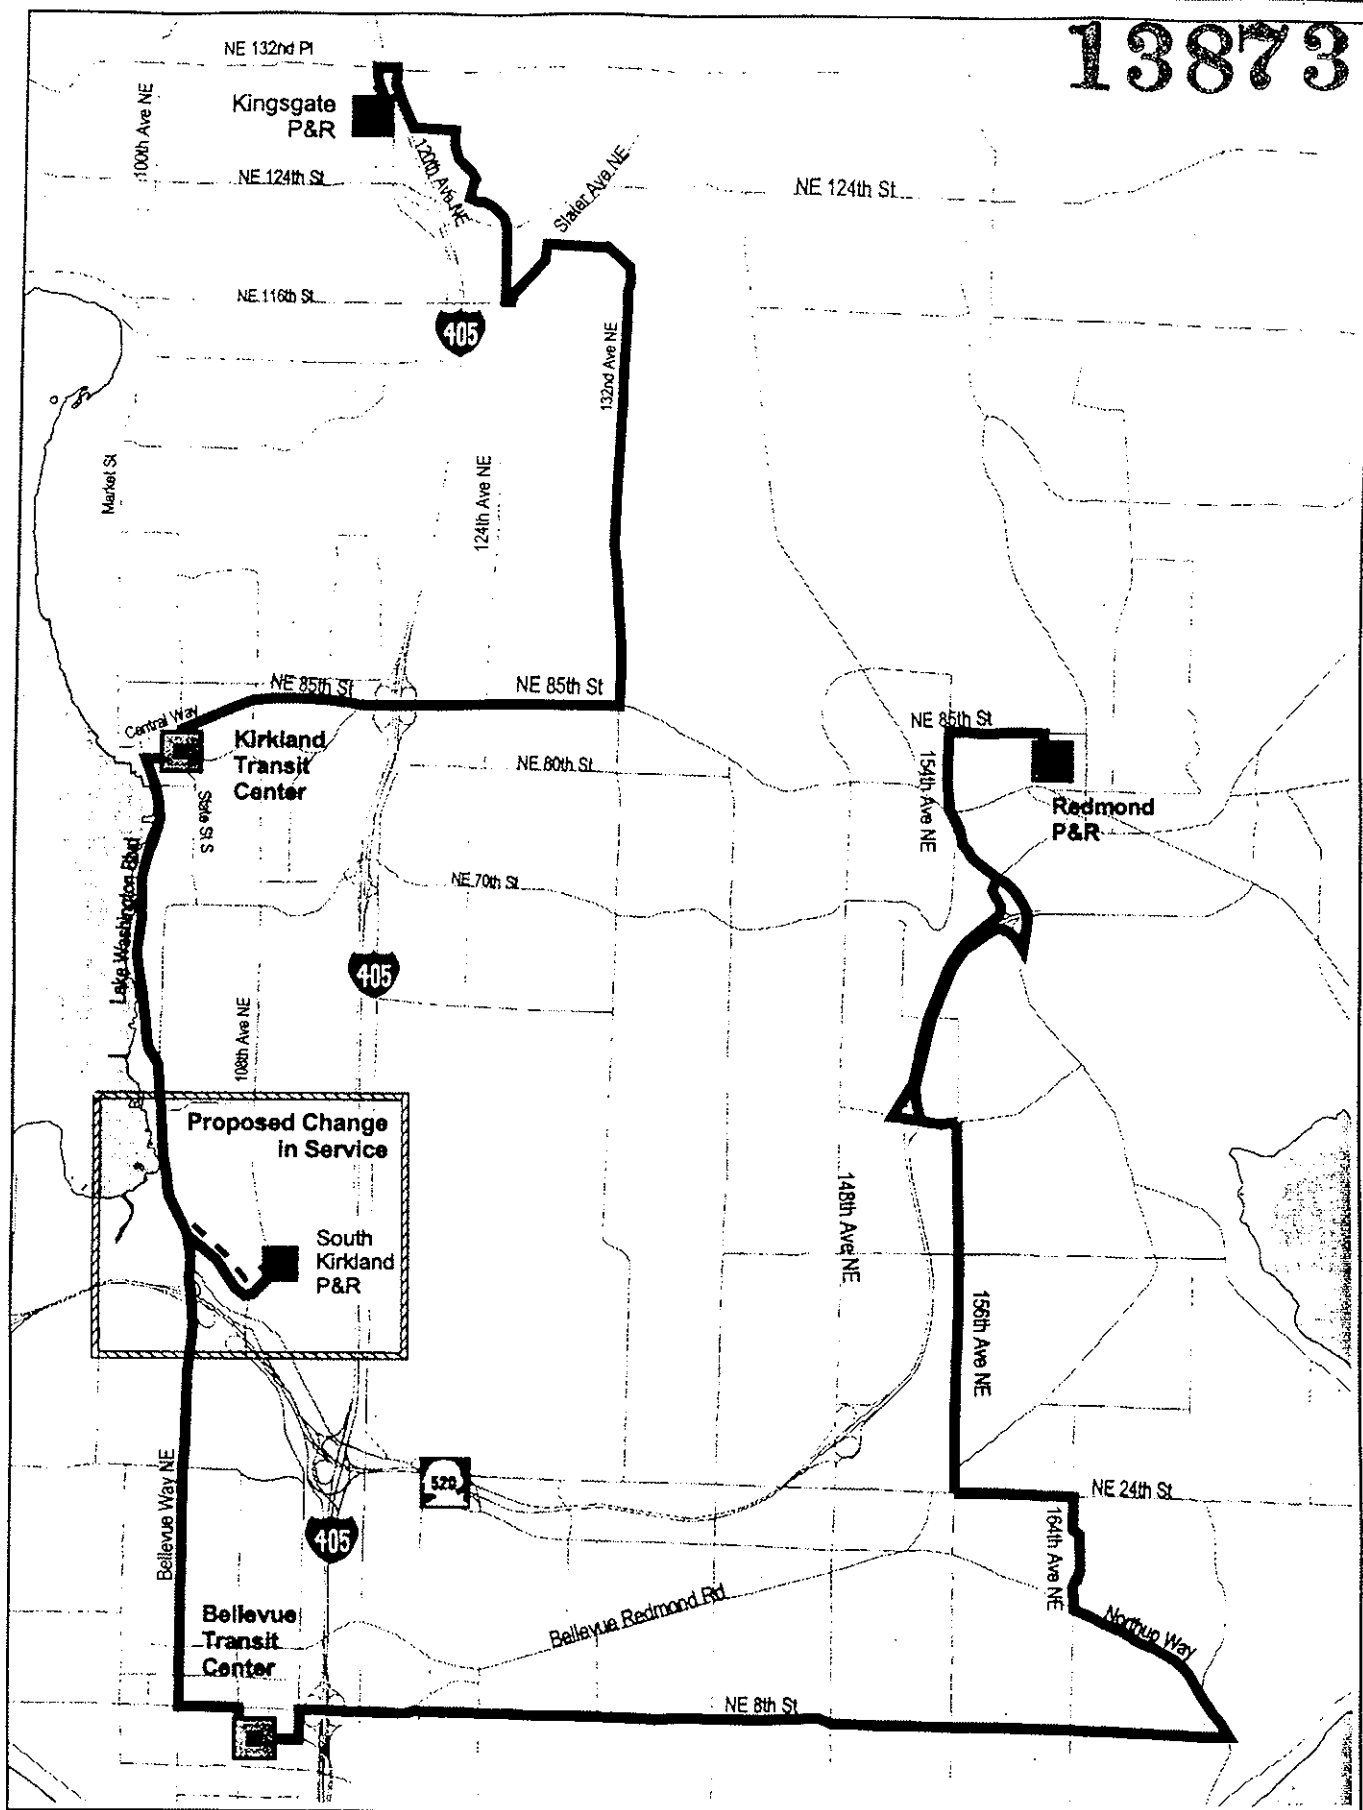 13873
NE 132nd Pl
Kingsgate
P&R
100th Ave NE
120th Ave NE
Slater Ave NE
NE 124th St
NE 124th St
NE 116th St
405
132nd Ave NE
Market St
124th Ave NE
NE 85th St
NE 85th St
Central Way
Kirkland
Transit
Center
NE 80th St
NE 85th St
154th Ave NE
Redmond
P&R
State St S
Lake Washington Blvd
NE 70th St
405
108th Ave NE
Proposed Change
in Service
South
Kirkland
P&R
148th Ave NE
156th Ave NE
Bellevue Way NE
520
NE 24th St
405
164th Ave NE
Bellevue
Transit
Center
Bellevue Redmond Rd
Northup Way
NE 8th St